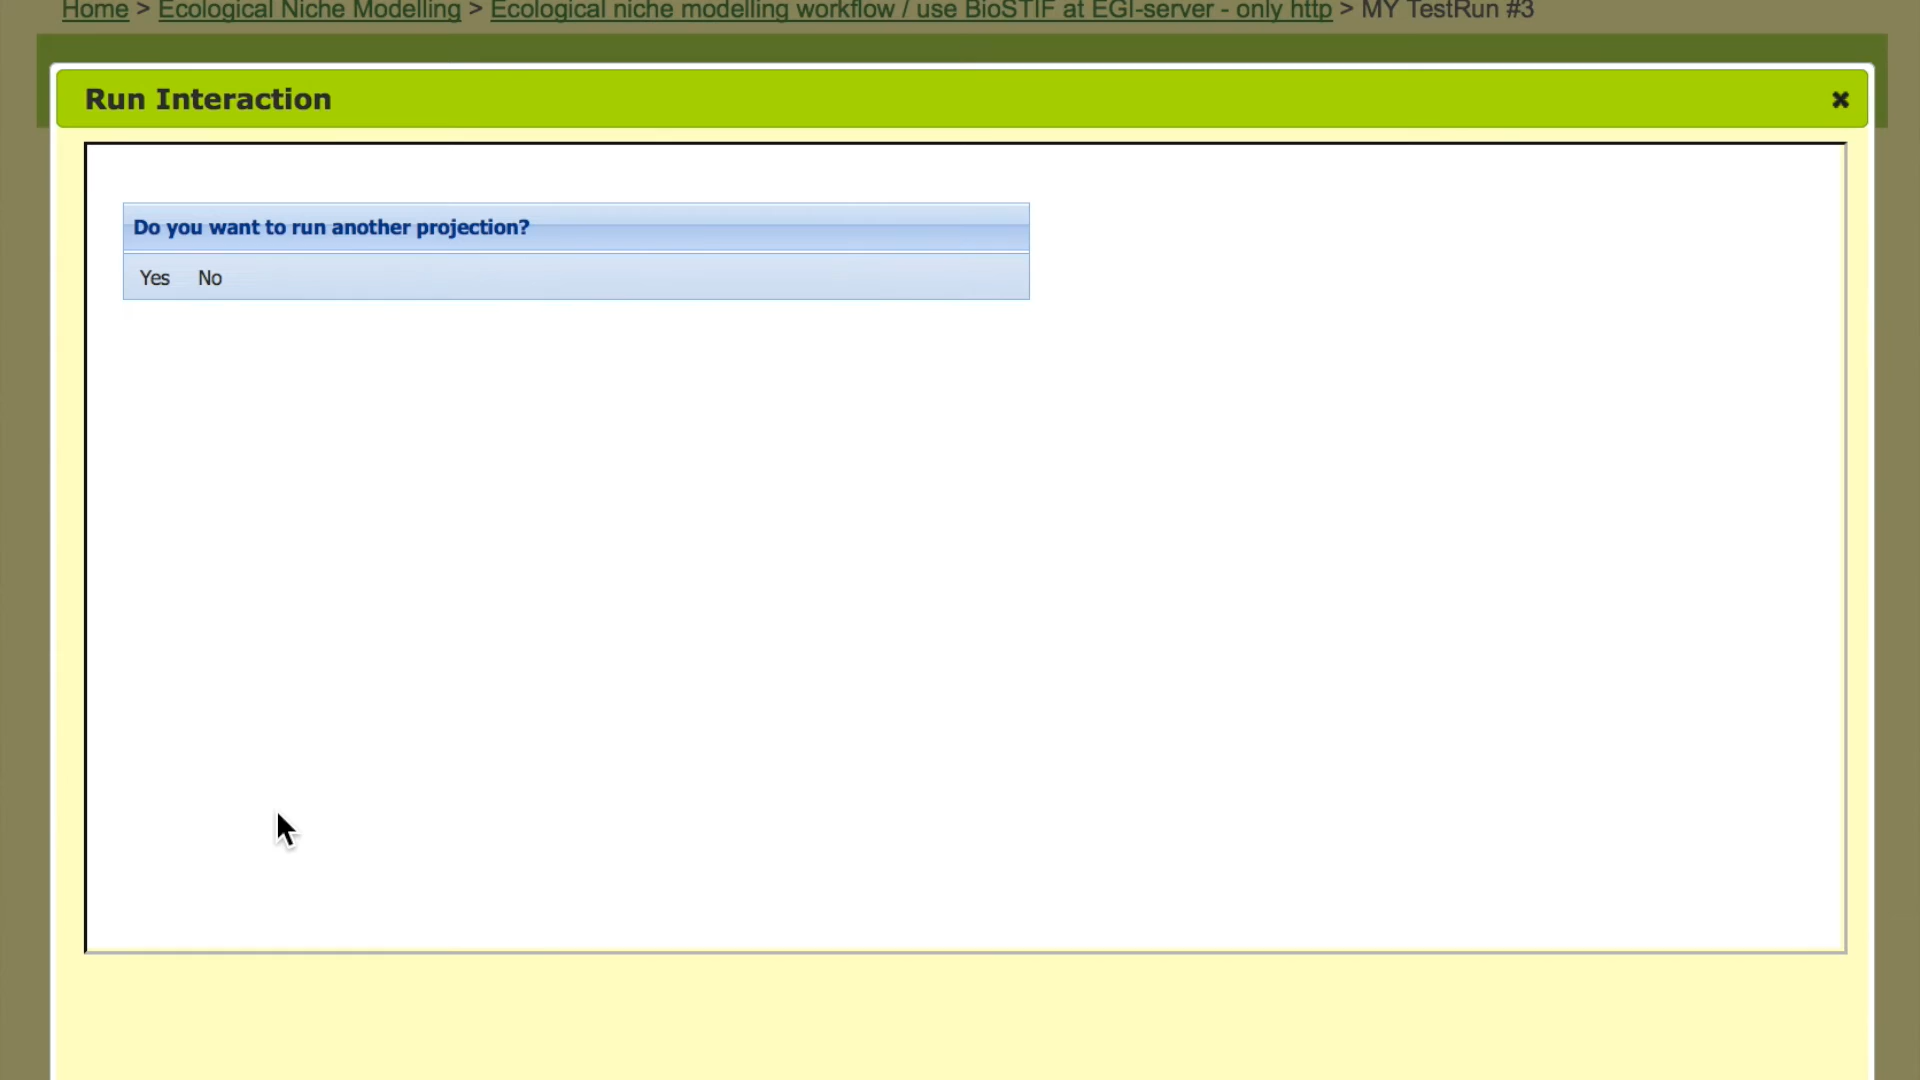 Home > Ecological Niche Modelling > Ecological niche modelling workflow / use BioSTIF at EGI-server - only http > MY TestRun #3
Run Interaction
Do you want to run another projection?
Yes No